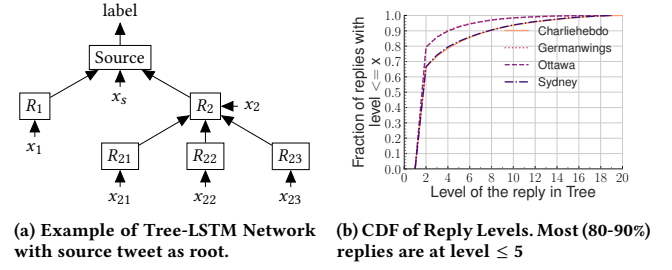 label
Source
x_s
R_1
R_2
x_2
x_1
R_21
R_22
R_23
x_21
x_22
x_23
(a) Example of Tree-LSTM Network
with source tweet as root.
Fraction of replies with
level <= x
1.0
0.9
0.8
0.7
0.6
0.5
0.4
0.3
0.2
0.1
0.0
Charliehebdo
Germanwings
Ottawa
Sydney
0 2 4 6 8 10 12 14 16 18 20
Level of the reply in Tree
(b) CDF of Reply Levels. Most (80-90%)
replies are at level ≤ 5